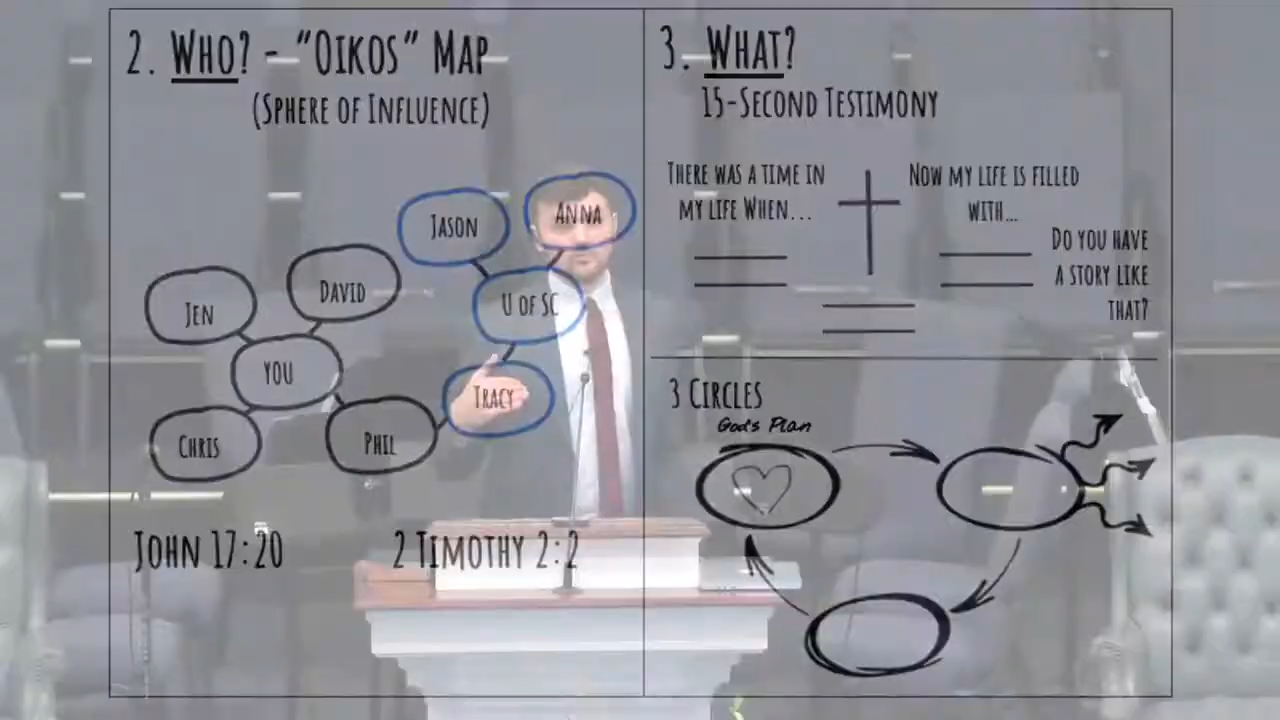 2. WHO? - "OIKOS" MAP
(SPHERE OF INFLUENCE)
JASON
ANNA
JEN
DAVID
U OF SC
YOU
TRACY
CHRIS
PHIL
JOHN 17:20
2 TIMOTHY 2:2
3. WHAT?
15-SECOND TESTIMONY
THERE WAS A TIME IN
MY LIFE WHEN...
NOW MY LIFE IS FILLED
WITH...
DO YOU HAVE
A STORY LIKE
THAT?
3 CIRCLES
God's Plan